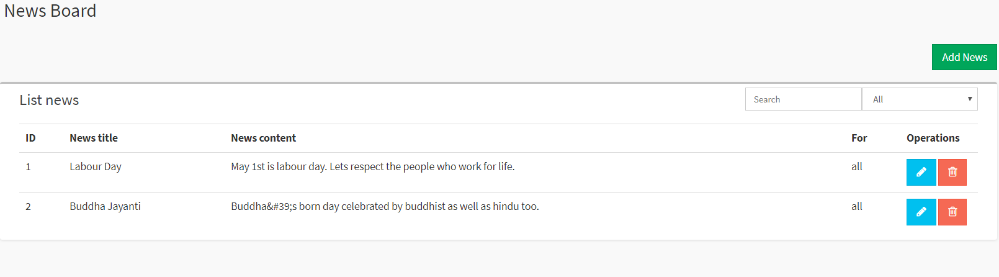 News Board
Add News
List news
Search
All
ID News title News content For Operations
1 Labour Day May 1st is labour day. Lets respect the people who work for life. all
2 Buddha Jayanti Buddha&#39;s born day celebrated by buddhist as well as hindu too. all